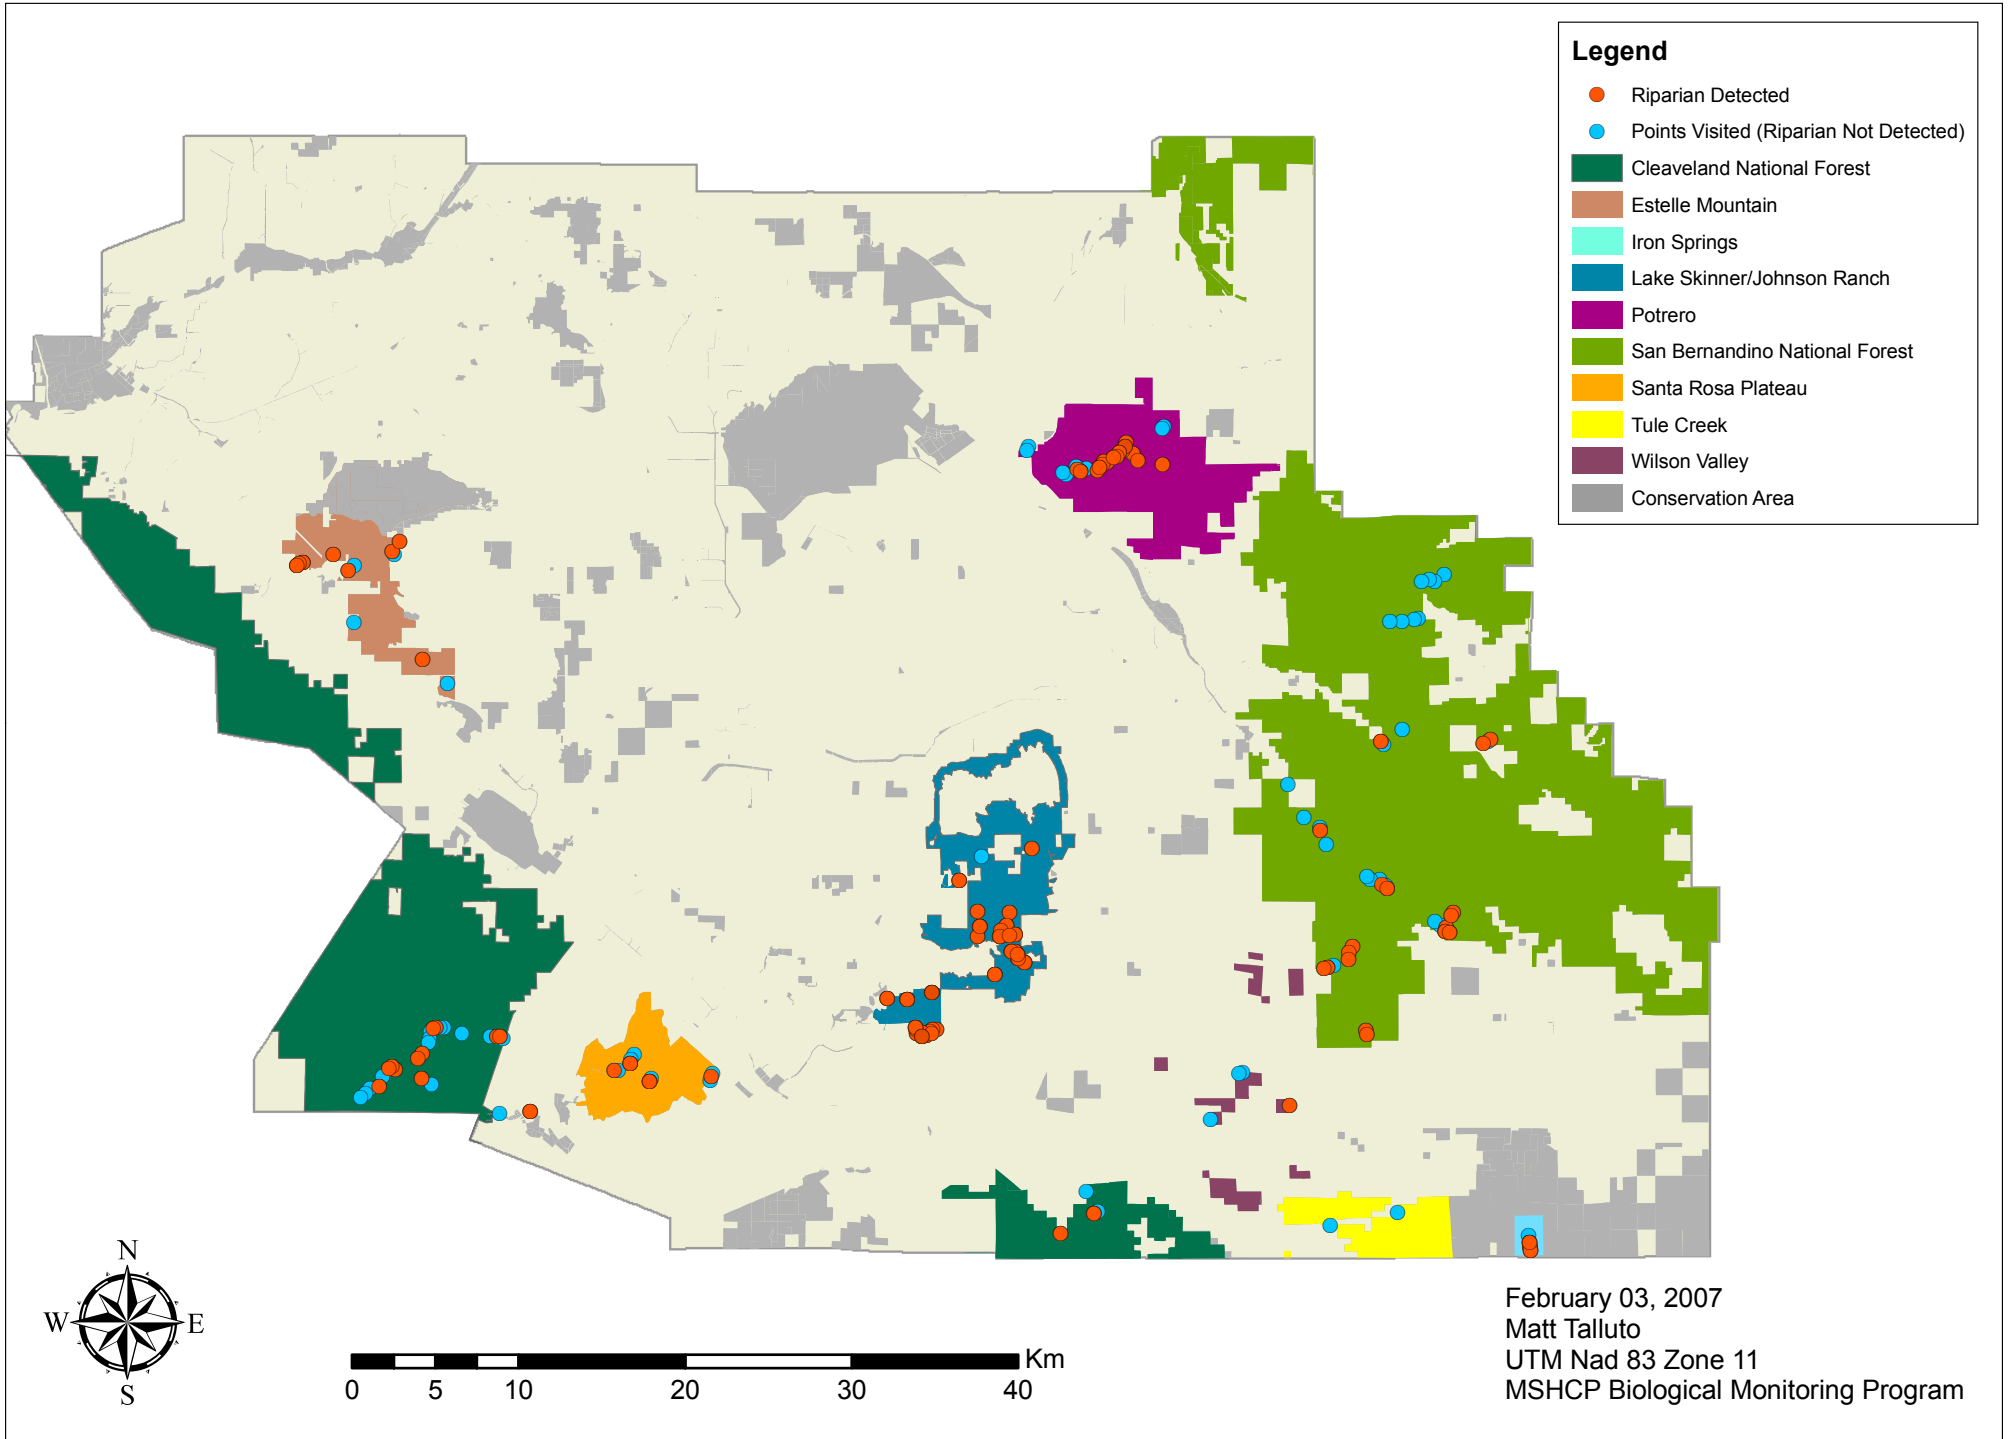 Legend
Riparian Detected
Points Visited (Riparian Not Detected)
Cleaveland National Forest
Estelle Mountain
Iron Springs
Lake Skinner/Johnson Ranch
Potrero
San Bernandino National Forest
Santa Rosa Plateau
Tule Creek
Wilson Valley
Conservation Area
N
W E
S
Km
0 5 10 20 30 40
February 03, 2007
Matt Talluto
UTM Nad 83 Zone 11
MSHCP Biological Monitoring Program